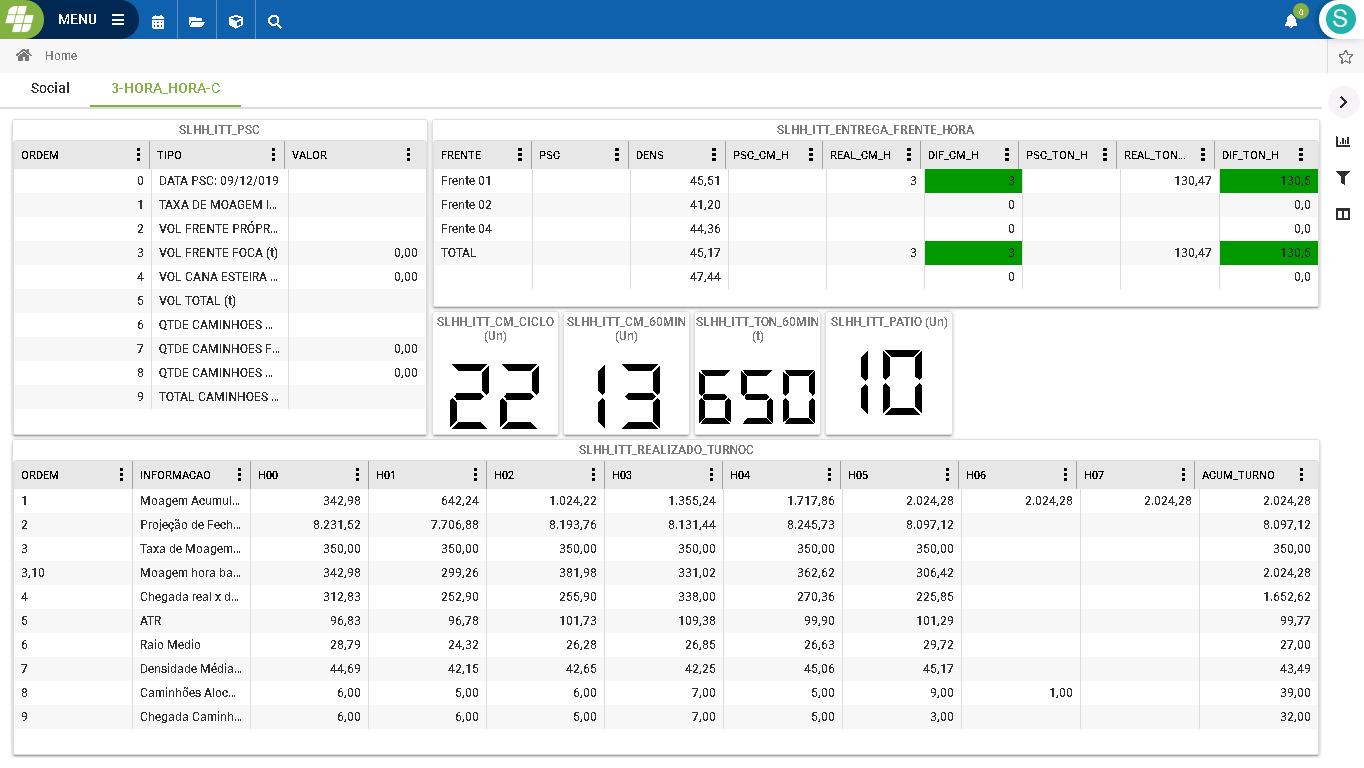 MENU
0
S
Home
Social 3-HORA_HORA-C
SLHH_ITT_PSC
ORDEM TIPO VALOR
0 DATA PSC: 09/12/019
1 TAXA DE MOAGEM I...
2 VOL FRENTE PRÓPR...
3 VOL FRENTE FOCA (t) 0,00
4 VOL CANA ESTEIRA ... 0,00
5 VOL TOTAL (t)
6 QTDE CAMINHOES ...
7 QTDE CAMINHOES F... 0,00
8 QTDE CAMINHOES ... 0,00
9 TOTAL CAMINHOES ...
SLHH_ITT_ENTREGA_FRENTE_HORA
FRENTE PSC DENS PSC_CM_H REAL_CM_H DIF_CM_H PSC_TON_H REAL_TON... DIF_TON_H
Frente 01 45,51 3 3 130,47 130,5
Frente 02 41,20 0 0,0
Frente 04 44,36 0 0,0
TOTAL 45,17 3 3 130,47 130,5
47,44 0 0,0
SLHH_ITT_CM_CICLO
(Un)
22
SLHH_ITT_CM_60MIN
(Un)
13
SLHH_ITT_TON_60MIN
(t)
650
SLHH_ITT_PATIO (Un)
10
SLHH_ITT_REALIZADO_TURNOC
ORDEM INFORMACAO H00 H01 H02 H03 H04 H05 H06 H07 ACUM_TURNO
1 Moagem Acumul... 342,98 642,24 1.024,22 1.355,24 1.717,86 2.024,28 2.024,28 2.024,28 2.024,28
2 Projeção de Fech... 8.231,52 7.706,88 8.193,76 8.131,44 8.245,73 8.097,12 8.097,12
3 Taxa de Moagem... 350,00 350,00 350,00 350,00 350,00 350,00 350,00
3,10 Moagem hora ba... 342,98 299,26 381,98 331,02 362,62 306,42 2.024,28
4 Chegada real x d... 312,83 252,90 255,90 338,00 270,36 225,85 1.652,62
5 ATR 96,83 96,78 101,73 109,38 99,90 101,29 99,77
6 Raio Medio 28,79 24,32 26,28 26,85 26,63 29,72 27,00
7 Densidade Média... 44,69 42,15 42,65 42,25 45,06 45,17 43,49
8 Caminhões Aloc... 6,00 5,00 6,00 7,00 5,00 9,00 1,00 39,00
9 Chegada Caminh... 6,00 6,00 5,00 7,00 5,00 3,00 32,00